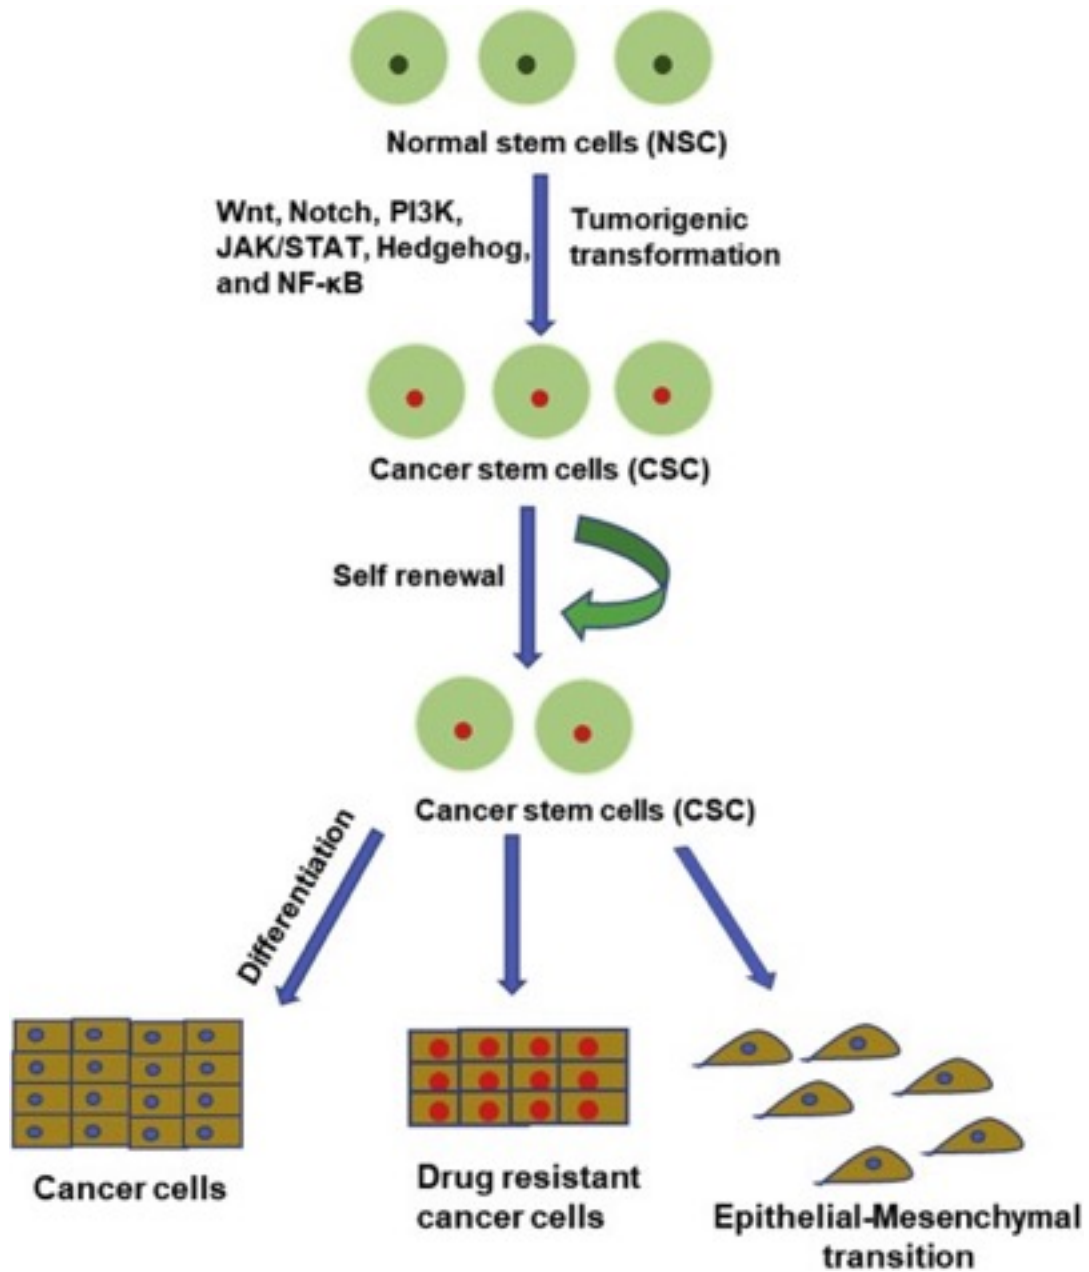 Normal stem cells (NSC)
Wnt, Notch, PI3K,
JAK/STAT, Hedgehog,
and NF-κB
Tumorigenic
transformation
Cancer stem cells (CSC)
Self renewal
Cancer stem cells (CSC)
Differentiation
Cancer cells
Drug resistant
cancer cells
Epithelial-Mesenchymal
transition